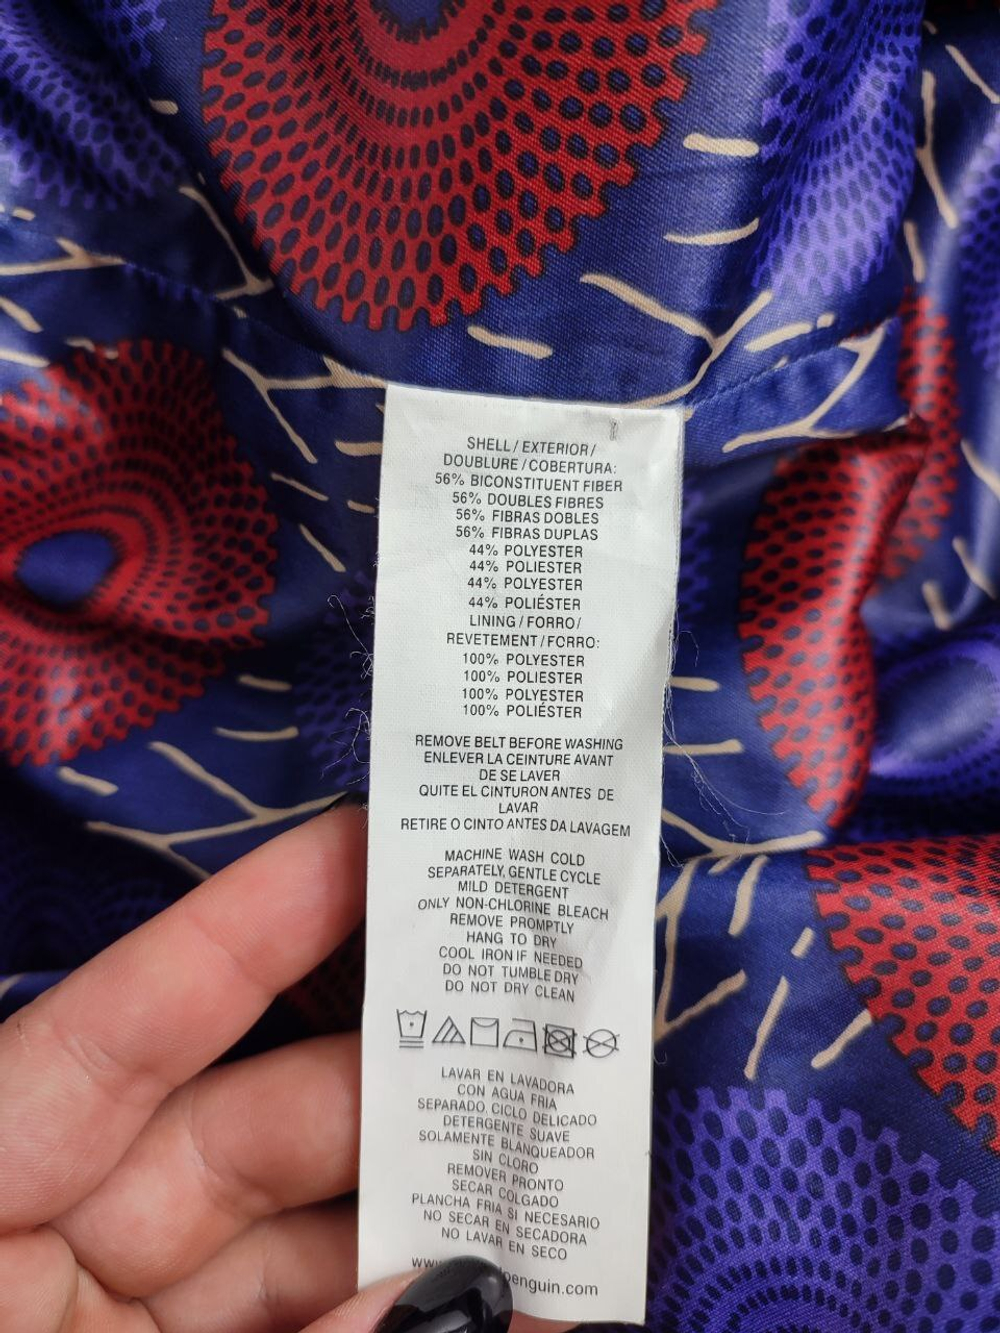 SHELL / EXTERIOR /
DOUBLURE / COBERTURA:
56% BICONSTITUENT FIBER
56% DOUBLES FIBRES
56% FIBRAS DOBLES
56% FIBRAS DUPLAS
44% POLYESTER
44% POLIESTER
44% POLYESTER
44% POLIÉSTER
LINING / FORRO /
REVETEMENT / FORRO:
100% POLYESTER
100% POLIESTER
100% POLYESTER
100% POLIÉSTER
REMOVE BELT BEFORE WASHING
ENLEVER LA CEINTURE AVANT
DE SE LAVER
QUITE EL CINTURON ANTES DE
LAVAR
RETIRE O CINTO ANTES DA LAVAGEM
MACHINE WASH COLD
SEPARATELY, GENTLE CYCLE
MILD DETERGENT
ONLY NON-CHLORINE BLEACH
REMOVE PROMPTLY
HANG TO DRY
COOL IRON IF NEEDED
DO NOT TUMBLE DRY
DO NOT DRY CLEAN
LAVAR EN LAVADORA
CON AGUA FRIA
SEPARADO, CICLO DELICADO
DETERGENTE SUAVE
SOLAMENTE BLANQUEADOR
SIN CLORO
REMOVER PRONTO
SECAR COLGADO
PLANCHA FRIA SI NECESARIO
NO SECAR EN SECADORA
NO LAVAR EN SECO
penguin.com